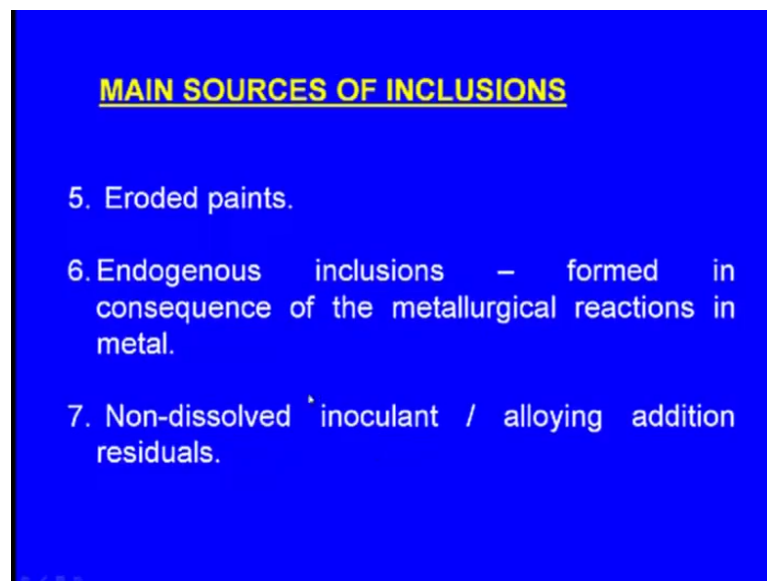 MAIN SOURCES OF INCLUSIONS
5. Eroded paints.
6. Endogenous inclusions – formed in
consequence of the metallurgical reactions in
metal.
7. Non-dissolved inoculant / alloying addition
residuals.